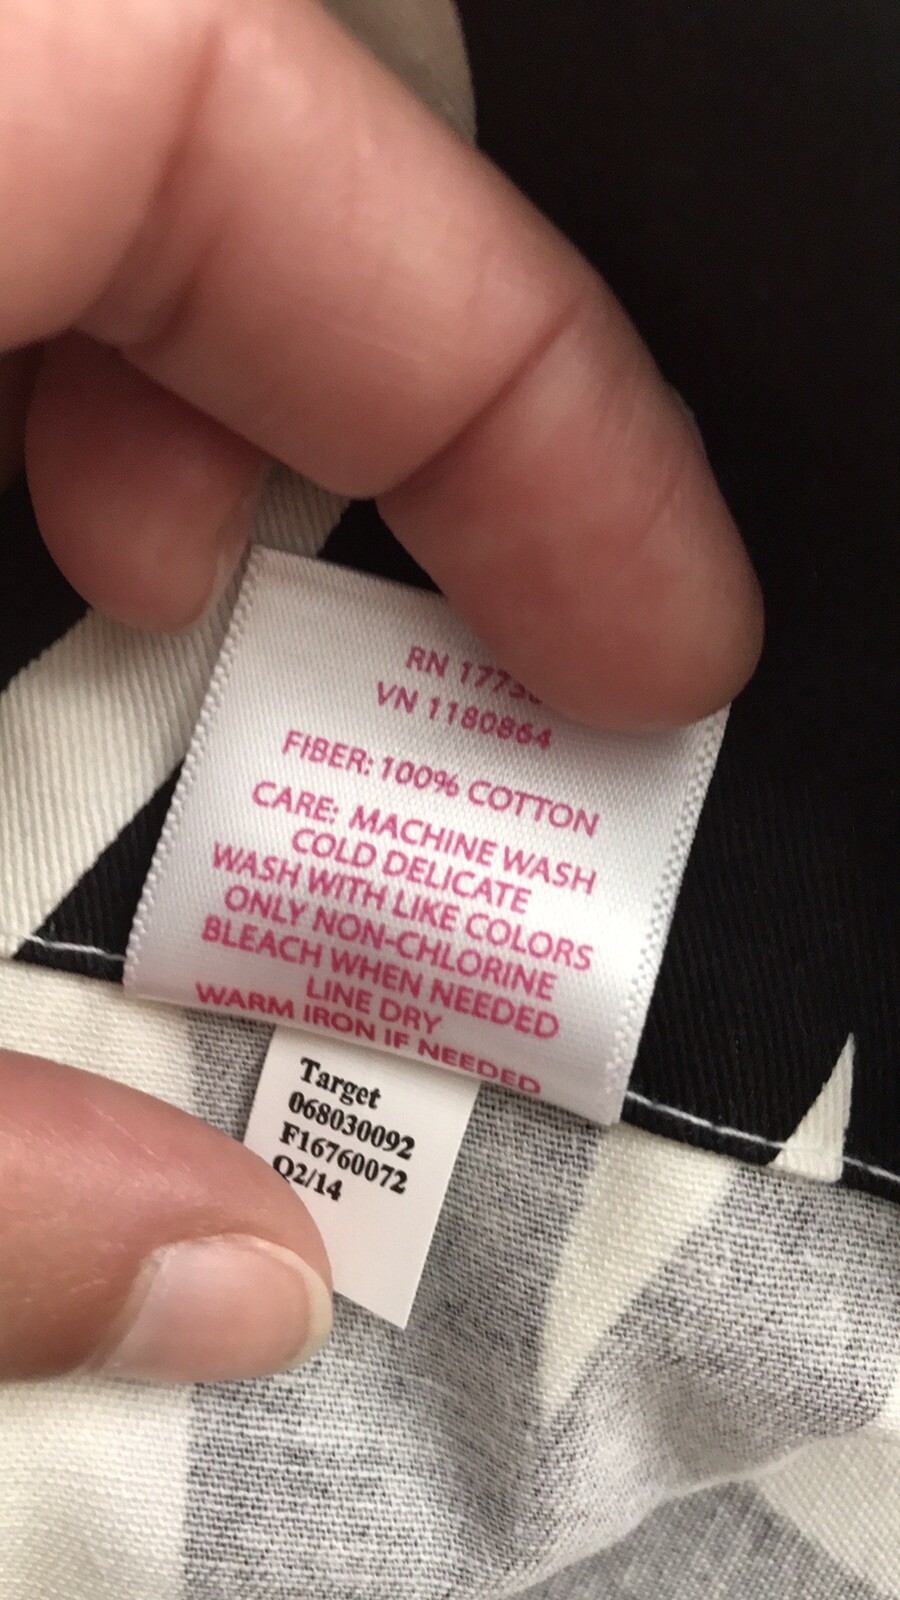 RN
VN 1180864
FIBER: 100% COTTON
CARE: MACHINE WASH
COLD DELICATE
WASH WITH LIKE COLORS
ONLY NON-CHLORINE
BLEACH WHEN NEEDED
LINE DRY
WARM IRON IF NEEDED
Target
068030092
F16760072
Q2/14